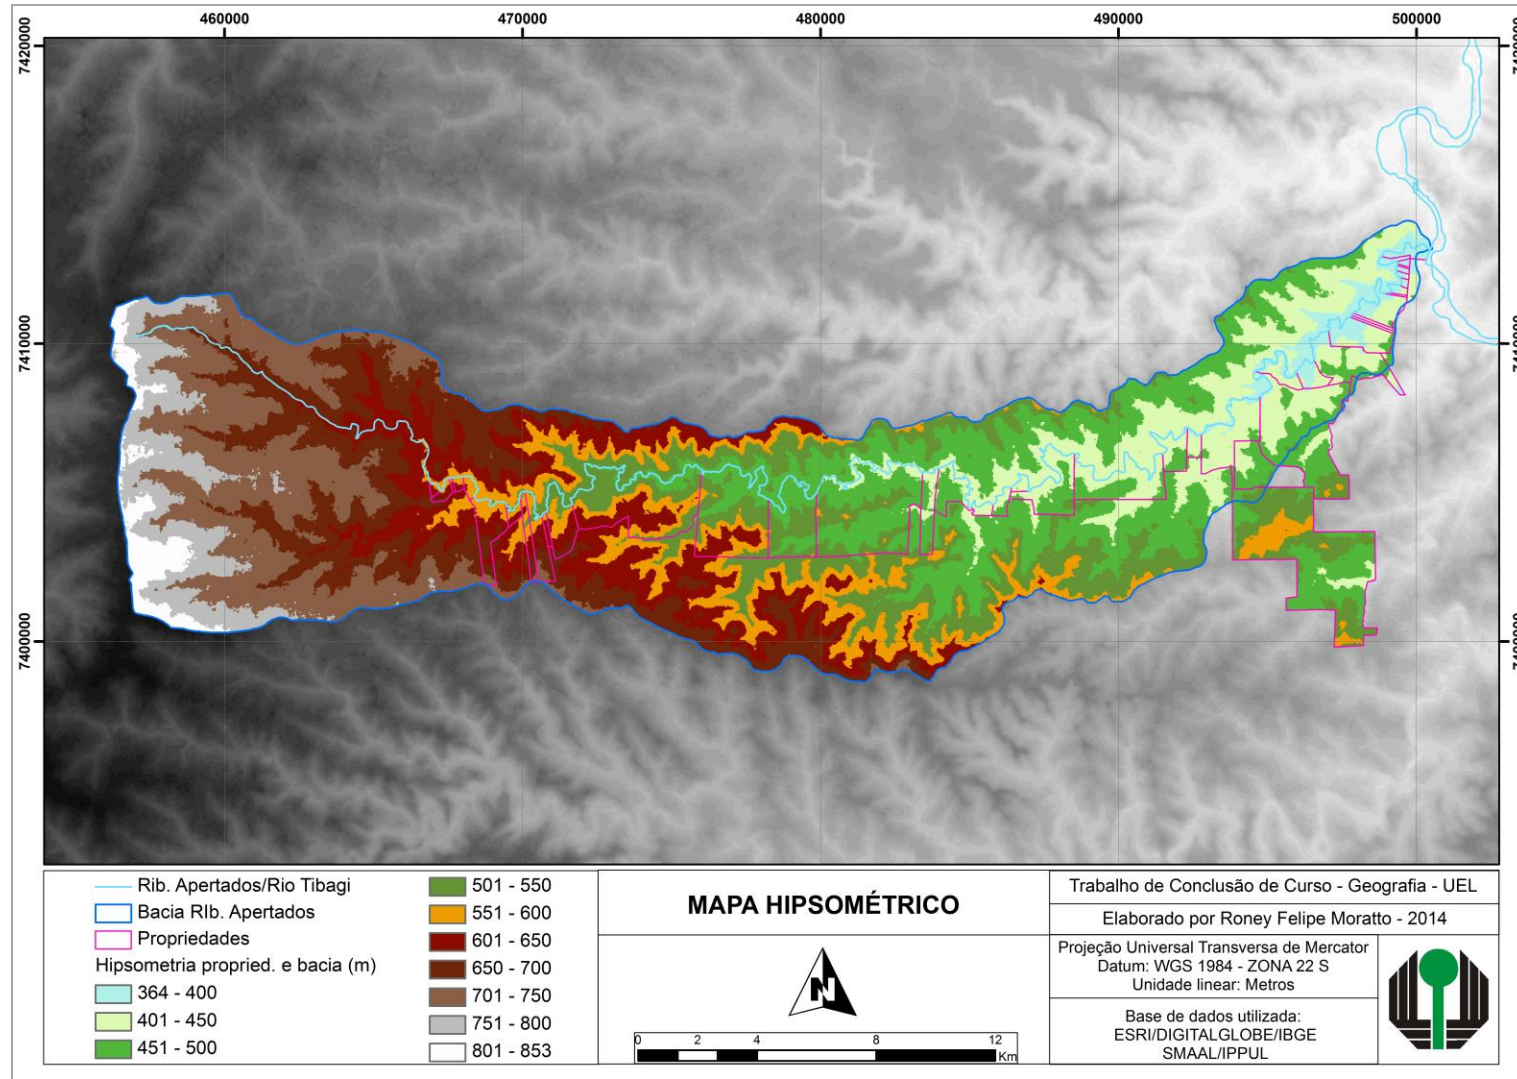 460000 470000 480000 490000 500000
7420000
7410000
7410000
7400000
7400000
Rib. Apertados/Rio Tibagi
Bacia RIb. Apertados
Propriedades
Hipsometria propried. e bacia (m)
364 - 400
401 - 450
451 - 500
501 - 550
551 - 600
601 - 650
650 - 700
701 - 750
751 - 800
801 - 853
MAPA HIPSOMÉTRICO
N
0 2 4 8 12
Km
Trabalho de Conclusão de Curso - Geografia - UEL
Elaborado por Roney Felipe Moratto - 2014
Projeção Universal Transversa de Mercator
Datum: WGS 1984 - ZONA 22 S
Unidade linear: Metros
Base de dados utilizada:
ESRI/DIGITALGLOBE/IBGE
SMAAL/IPPUL